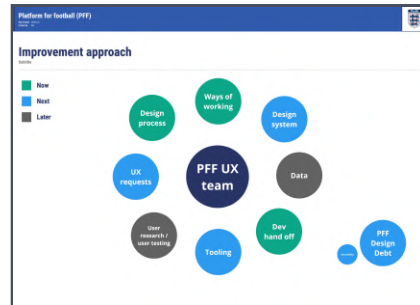 Platform for football (PFF)
Improvement approach
Subtitle
Now
Next
Later
Ways of
working
Design
process
Design
system
UX
requests
PFF UX
team
Data
User
research /
user testing
Dev
hand off
Tooling
PFF
Design
Debt